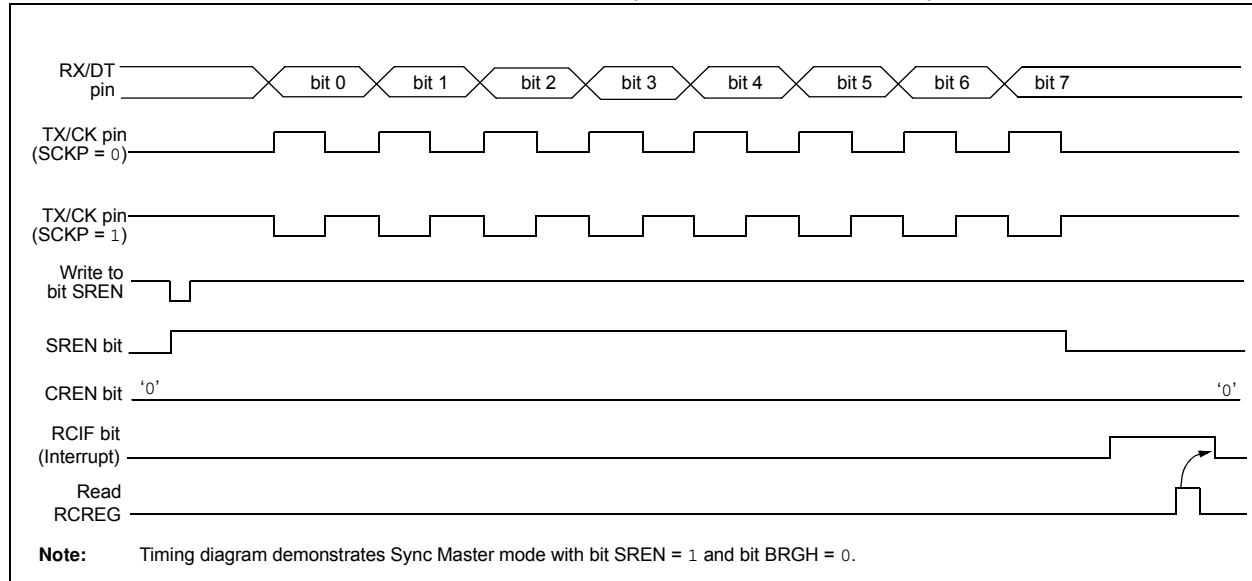 RX/DT
pin
bit 0 bit 1 bit 2 bit 3 bit 4 bit 5 bit 6 bit 7
TX/CK pin
(SCKP = 0)
TX/CK pin
(SCKP = 1)
Write to
bit SREN
SREN bit
CREN bit ‘0’ ‘0’
RCIF bit
(Interrupt)
Read
RCREG
Note: Timing diagram demonstrates Sync Master mode with bit SREN = 1 and bit BRGH = 0.